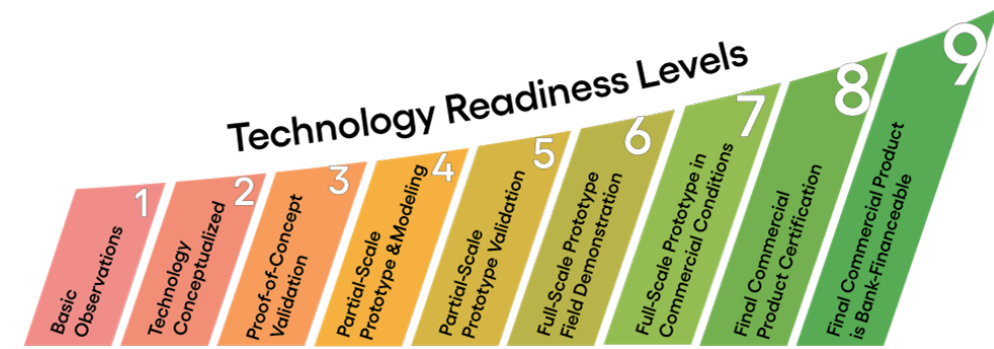 Technology Readiness Levels
1
Basic
Observations
2
Technology
Conceptualized
3
Proof-of-Concept
Validation
4
Partial-Scale
Prototype &Modeling
5
Partial-Scale
Prototype Validation
6
Full-Scale Prototype
Field Demonstration
7
Full-Scale Prototype in
Commercial Conditions
8
Final Commercial
Product Certification
9
Final Commercial Product
is Bank-Financeable